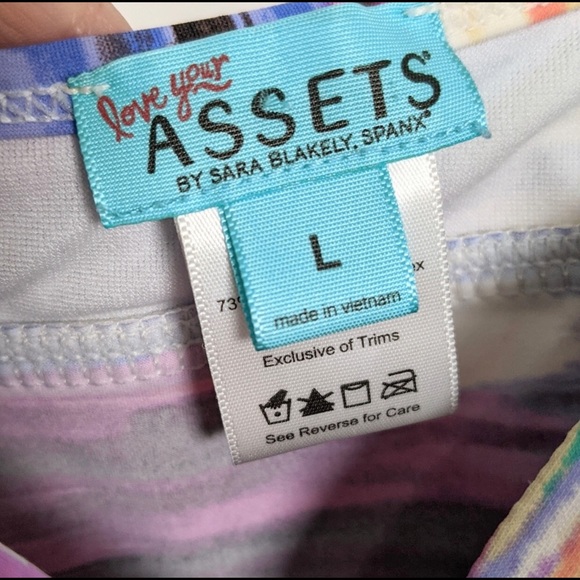 love your
ASSETS®
BY SARA BLAKELY, SPANX®
L
made in vietnam
Exclusive of Trims
See Reverse for Care